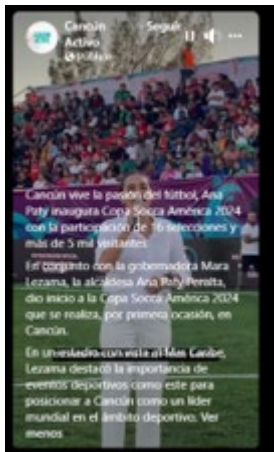 Cancún · Seguir
Activo
Público
Cancún vive la pasión del fútbol, Ana
Paty inaugura Copa Socca América 2024
con la participación de 16 selecciones y
más de 5 mil visitantes
En conjunto con la gobernadora Mara
Lezama, la alcaldesa Ana Paty Peralta,
dio inicio a la Copa Socca América 2024
que se realiza, por primera ocasión, en
Cancún.
En un estadio con vista al Mar Caribe,
Lezama destacó la importancia de
eventos deportivos como este para
posicionar a Cancún como un líder
mundial en el ámbito deportivo. Ver
menos